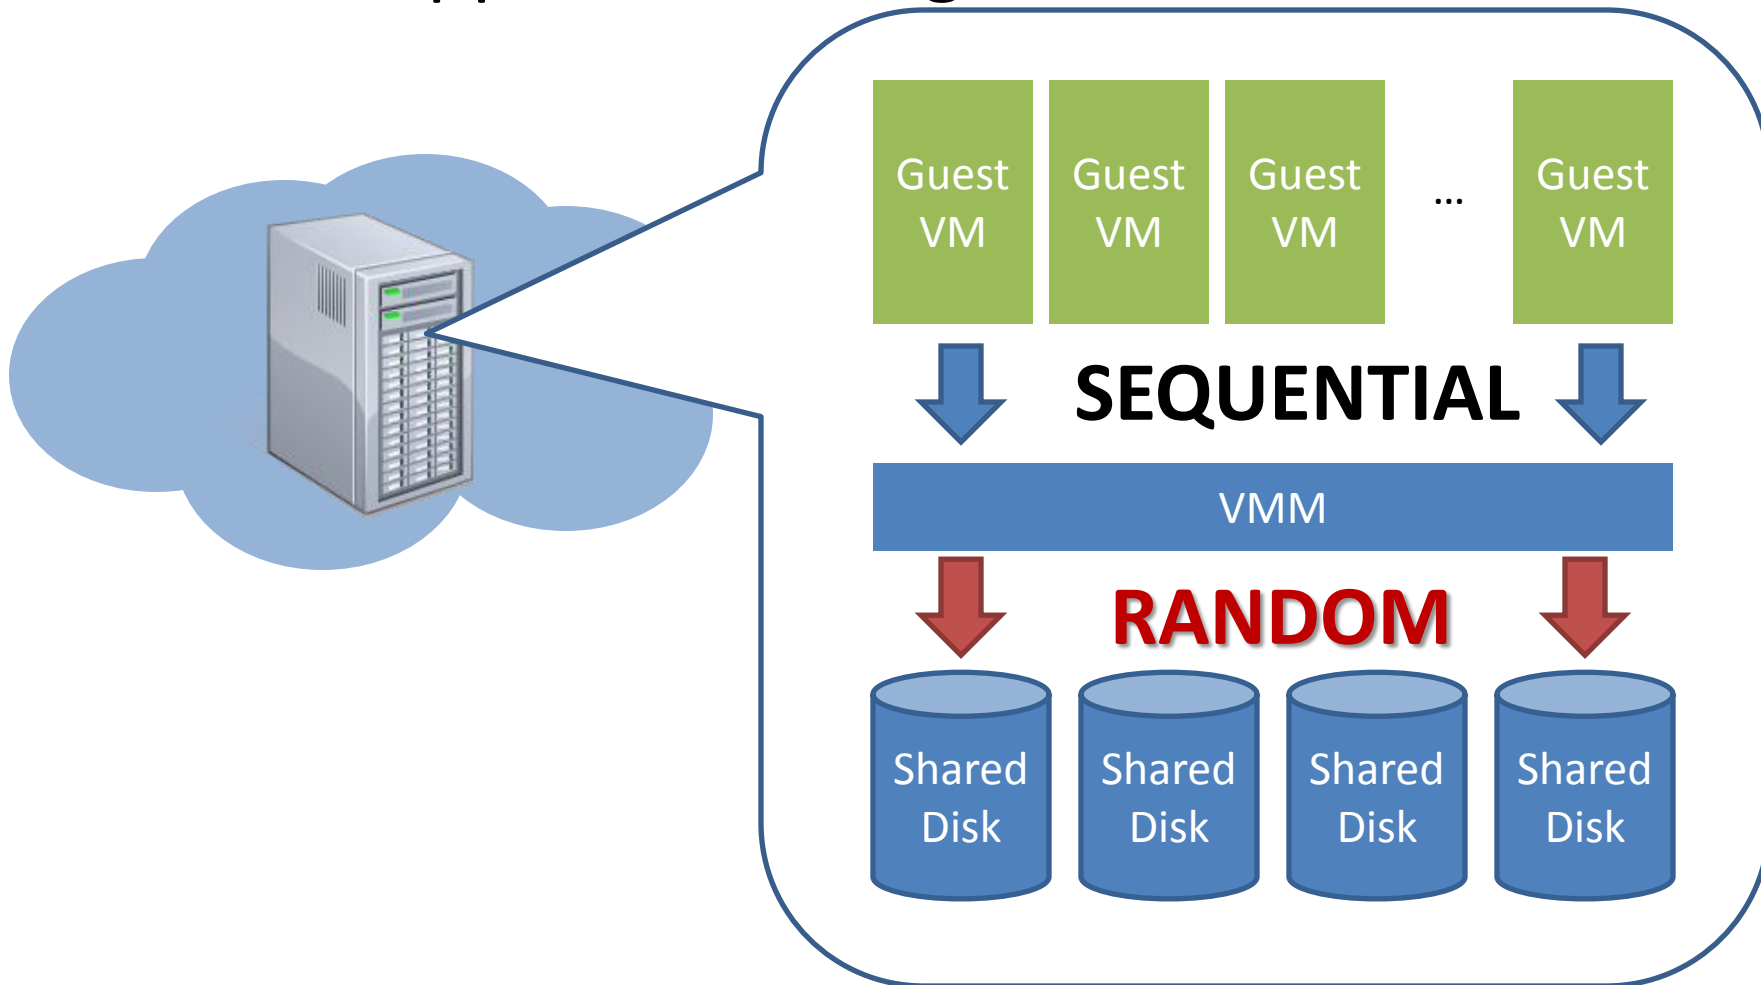 Guest
VM
Guest
VM
Guest
VM
...
Guest
VM
SEQUENTIAL
VMM
RANDOM
Shared
Disk
Shared
Disk
Shared
Disk
Shared
Disk